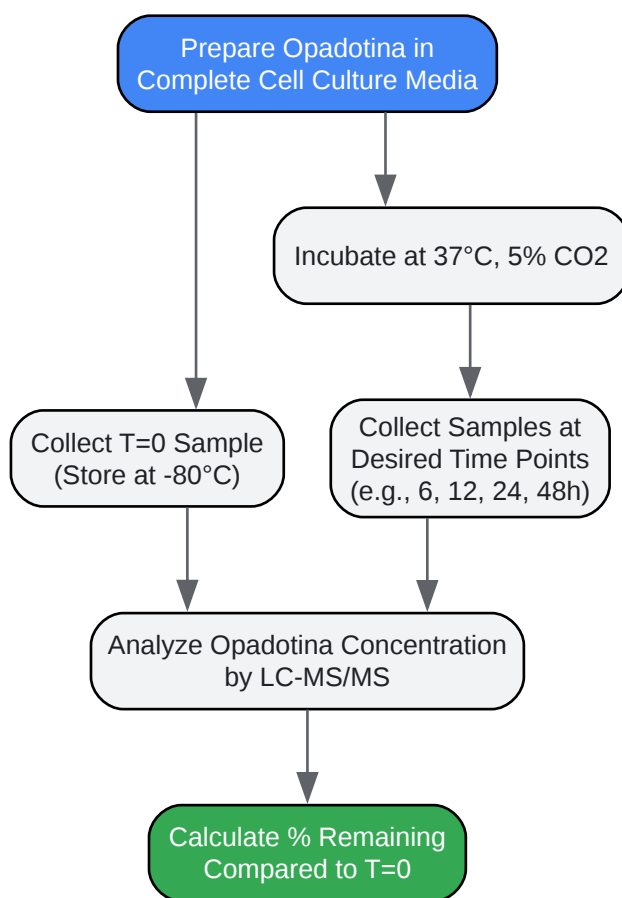 Prepare Opadotina in
Complete Cell Culture Media
Incubate at 37°C, 5% CO2
Collect T=0 Sample
(Store at -80°C)
Collect Samples at
Desired Time Points
(e.g., 6, 12, 24, 48h)
Analyze Opadotina Concentration
by LC-MS/MS
Calculate % Remaining
Compared to T=0